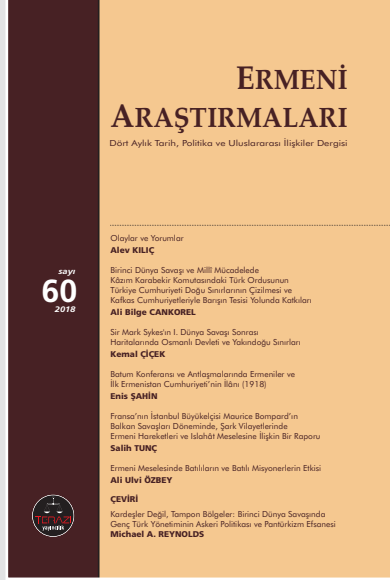 ERMENİ
ARAŞTIRMALARI
Dört Aylık Tarih, Politika ve Uluslararası İlişkiler Dergisi
sayı
60
2018
Olaylar ve Yorumlar
Alev KILIÇ
Birinci Dünya Savaşı ve Millî Mücadelede
Kâzım Karabekir Komutasındaki Türk Ordusunun
Türkiye Cumhuriyeti Doğu Sınırlarının Çizilmesi ve
Kafkas Cumhuriyetleriyle Barışın Tesisi Yolunda Katkıları
Ali Bilge CANKOREL
Sir Mark Sykes'ın I. Dünya Savaşı Sonrası
Haritalarında Osmanlı Devleti ve Yakındoğu Sınırları
Kemal ÇİÇEK
Batum Konferansı ve Antlaşmalarında Ermeniler ve
İlk Ermenistan Cumhuriyeti'nin İlânı (1918)
Enis ŞAHİN
Fransa'nın İstanbul Büyükelçisi Maurice Bompard'ın
Balkan Savaşları Döneminde, Şark Vilayetlerinde
Ermeni Hareketleri ve Islahât Meselesine İlişkin Bir Raporu
Salih TUNÇ
Ermeni Meselesinde Batılıların ve Batılı Misyonerlerin Etkisi
Ali Ulvi ÖZBEY
ÇEVİRİ
Kardeşler Değil, Tampon Bölgeler: Birinci Dünya Savaşında
Genç Türk Yönetiminin Askeri Politikası ve Pantürkizm Efsanesi
Michael A. REYNOLDS
TERAZİ
yayıncılık